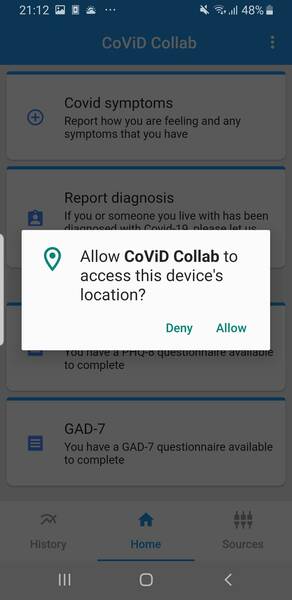 21:12
48%
CoViD Collab
Covid symptoms
Report how you are feeling and any
symptoms that you have
Report diagnosis
If you or someone you live with has been
diagnosed with Covid-19, please let us
Allow CoViD Collab to
access this device's
location?
Deny Allow
You have a PHQ-8 questionnaire available
to complete
GAD-7
You have a GAD-7 questionnaire available
to complete
History Home Sources